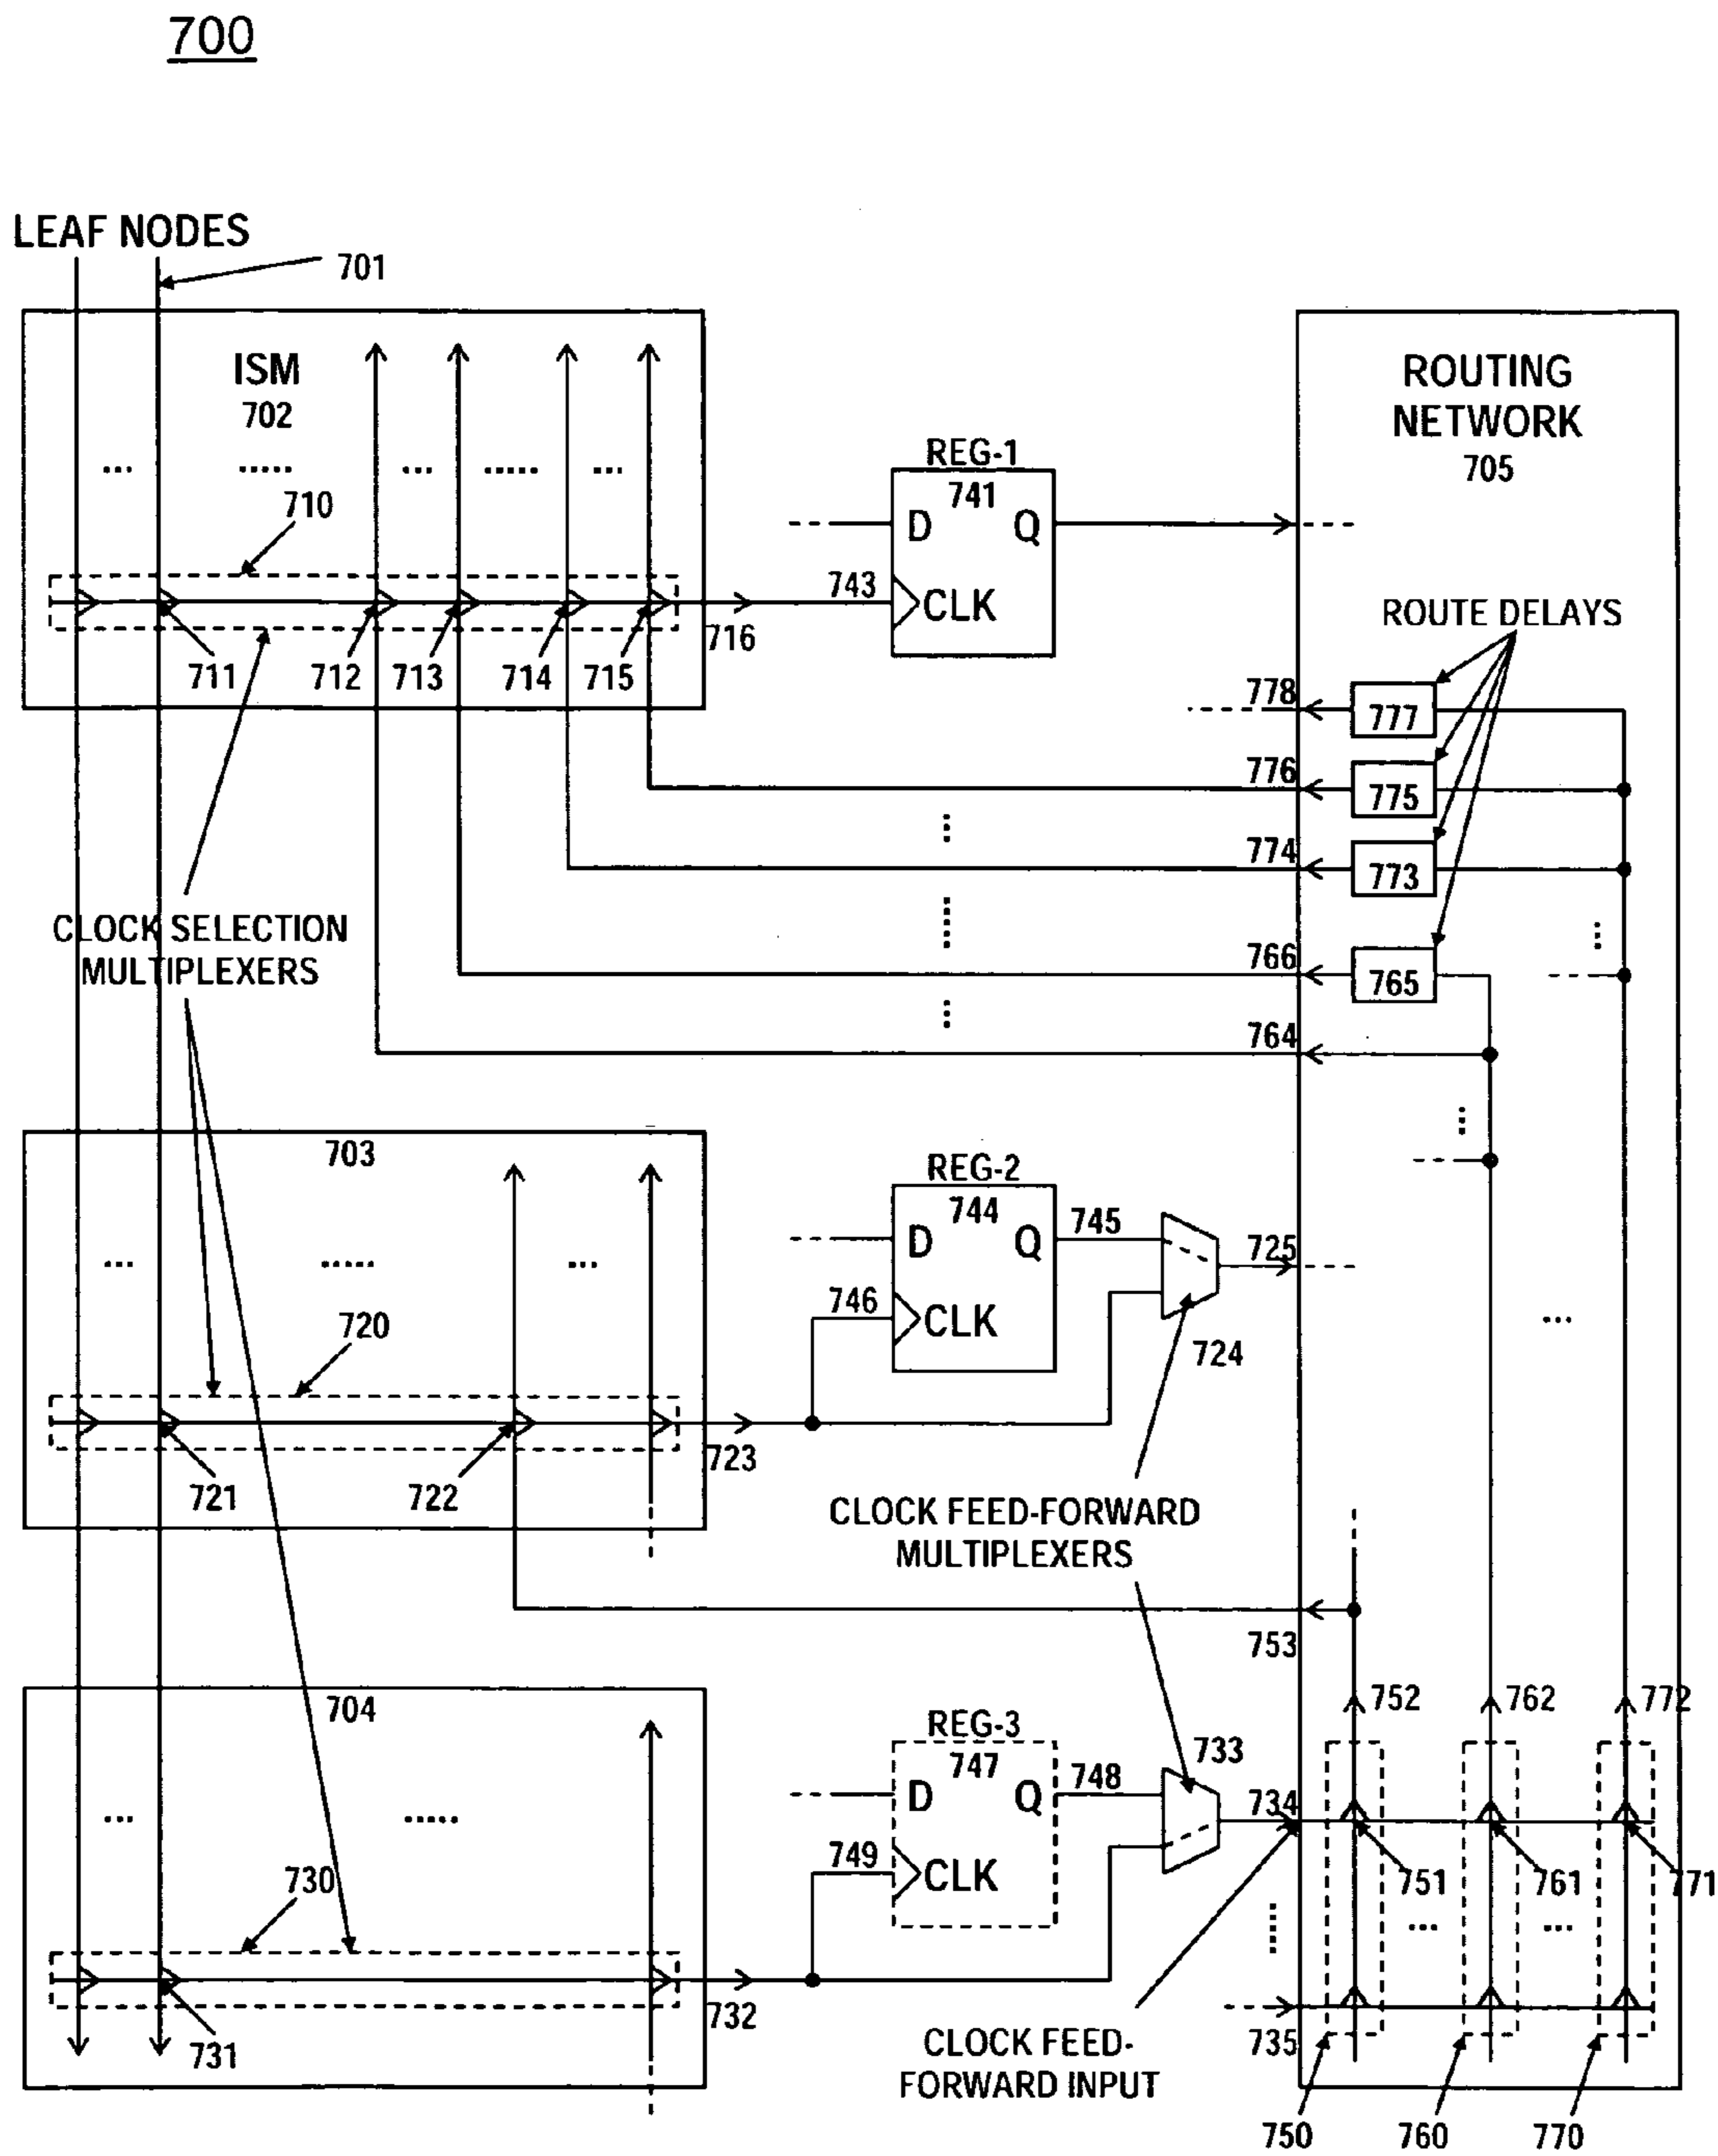 700
LEAF NODES
701
ISM
702
... ..... ... ..... ...
710
711
712
713
714
715
716
743
REG-1
741
D
Q
CLK
ROUTING
NETWORK
705
ROUTE DELAYS
778
777
776
775
774
773
766
765
764
CLOCK SELECTION
MULTIPLEXERS
703
... ..... ...
720
721
722
723
REG-2
744
D
Q
745
746
CLK
725
724
...
CLOCK FEED-FORWARD
MULTIPLEXERS
753
704
... .....
730
731
732
REG-3
747
D
Q
748
749
CLK
733
734
752
762
772
751
761
771
... ...
735
CLOCK FEED-
FORWARD INPUT
750
760
770